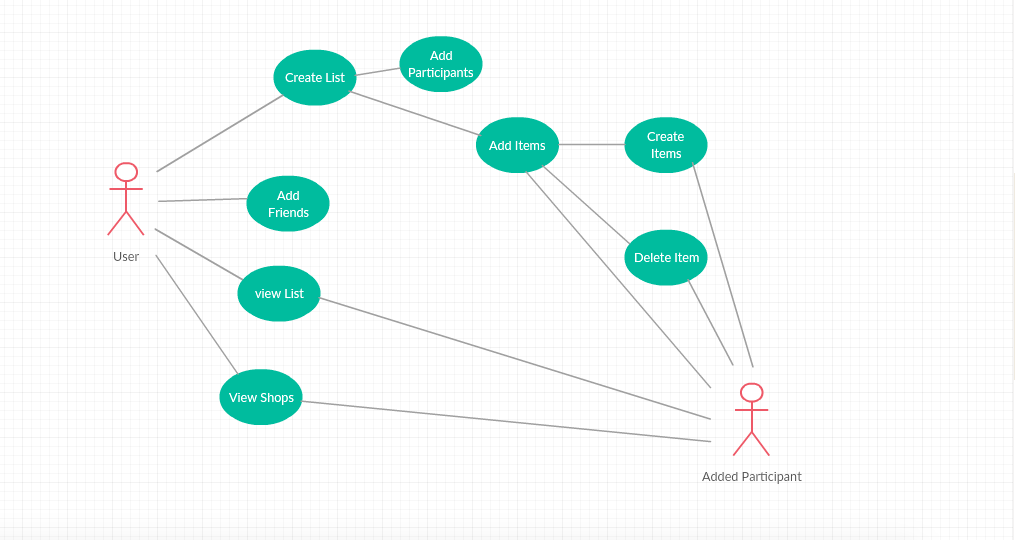 Add
Participants
Create List
Add Items
Create
Items
Add
Friends
User
Delete Item
view List
View Shops
Added Participant